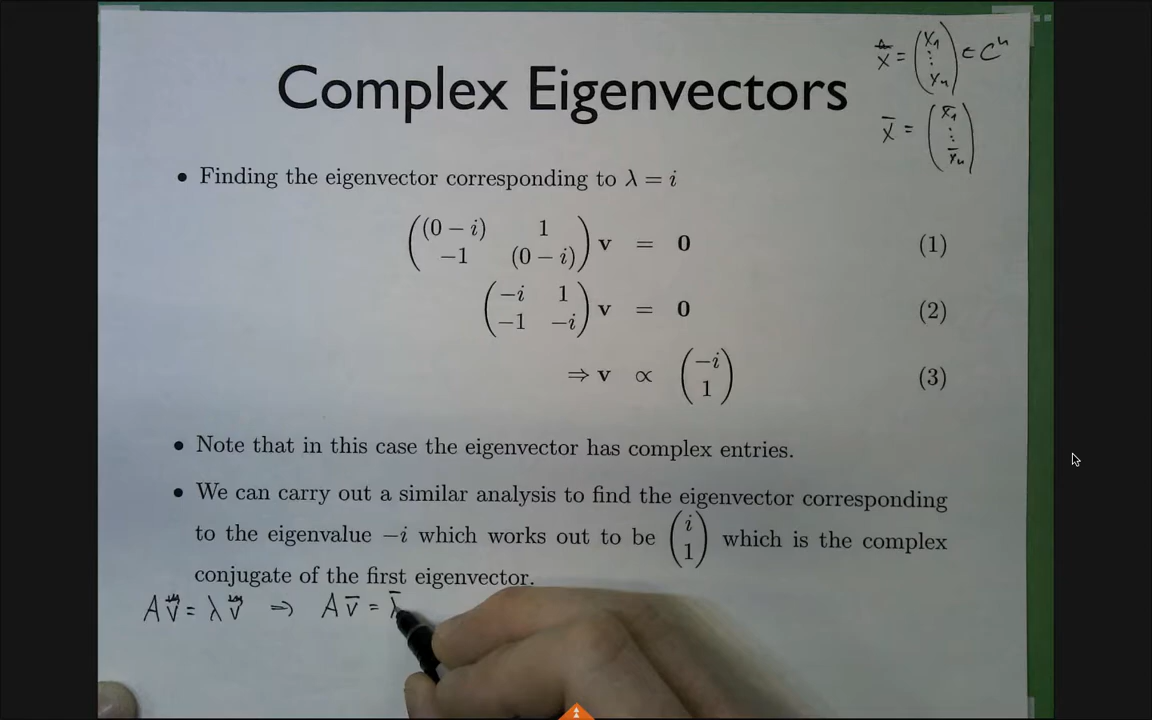 Complex Eigenvectors
x = (x₁ ⋮ xₙ) ∈ Cⁿ
x̄ = (x̄₁ ⋮ x̄ₙ)
• Finding the eigenvector corresponding to λ = i
((0 − i) 1 −1 (0 − i)) v = 0 (1)
(−i 1 −1 −i) v = 0 (2)
⇒ v ∝ (−i 1) (3)
• Note that in this case the eigenvector has complex entries.
• We can carry out a similar analysis to find the eigenvector corresponding
to the eigenvalue −i which works out to be (i 1) which is the complex
conjugate of the first eigenvector.
Av = λv ⇒ Av̄ = λ̄